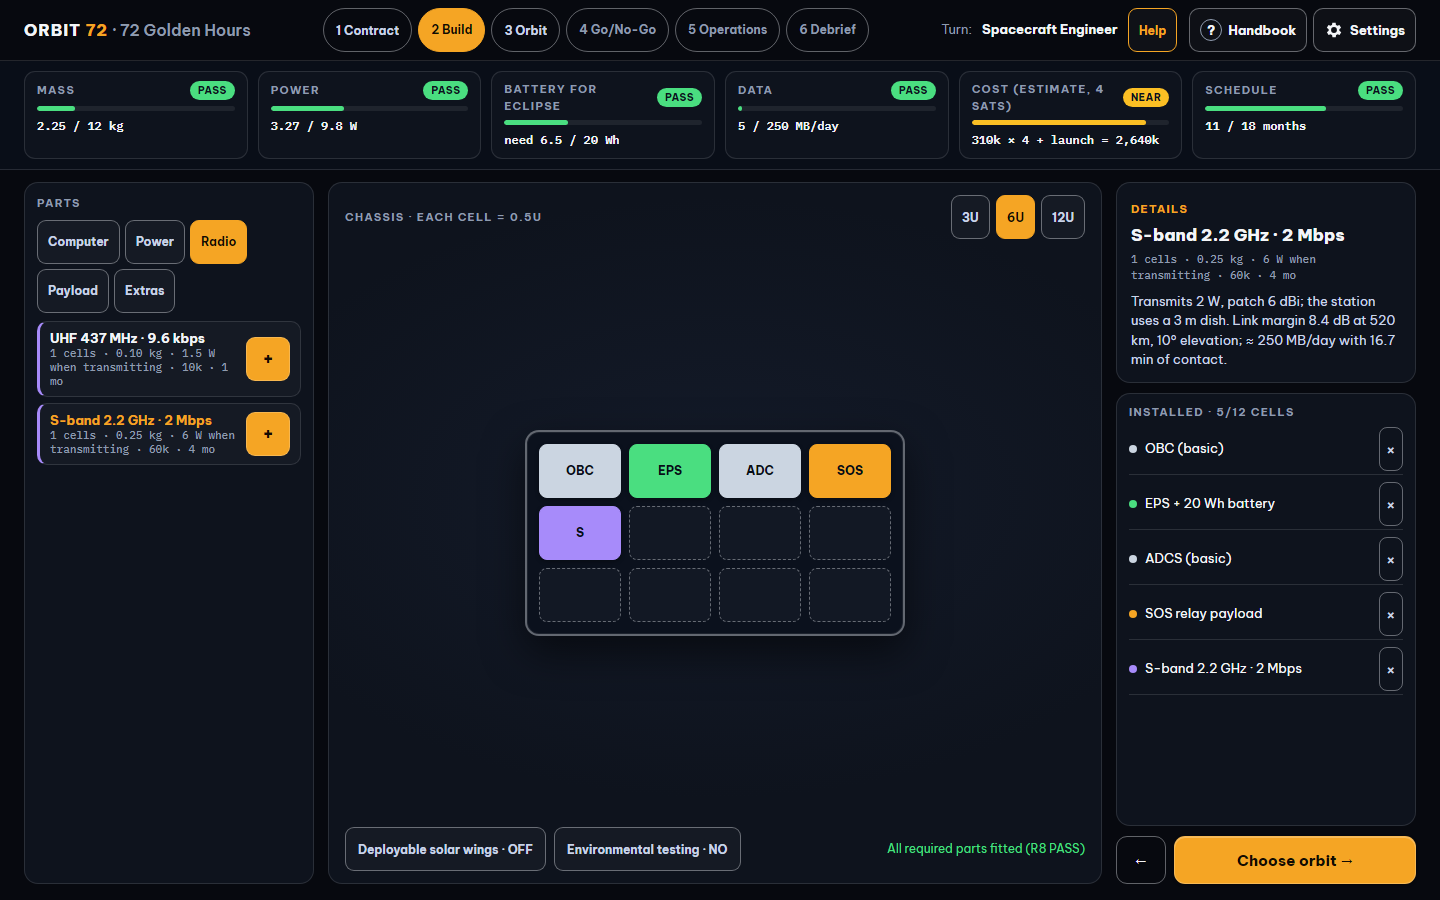 ORBIT 72 · 72 Golden Hours
1 Contract
2 Build
3 Orbit
4 Go/No-Go
5 Operations
6 Debrief
Turn: Spacecraft Engineer
Help
? Handbook
Settings
MASS
PASS
2.25 / 12 kg
POWER
PASS
3.27 / 9.8 W
BATTERY FOR
ECLIPSE
PASS
need 6.5 / 20 Wh
DATA
PASS
5 / 250 MB/day
COST (ESTIMATE, 4
SATS)
NEAR
310k × 4 + launch = 2,640k
SCHEDULE
PASS
11 / 18 months
PARTS
Computer
Power
Radio
Payload
Extras
UHF 437 MHz · 9.6 kbps
1 cells · 0.10 kg · 1.5 W
when transmitting · 10k · 1
mo
+
S-band 2.2 GHz · 2 Mbps
1 cells · 0.25 kg · 6 W when
transmitting · 60k · 4 mo
+
CHASSIS · EACH CELL = 0.5U
3U
6U
12U
OBC
EPS
ADC
SOS
S
Deployable solar wings · OFF
Environmental testing · NO
All required parts fitted (R8 PASS)
DETAILS
S-band 2.2 GHz · 2 Mbps
1 cells · 0.25 kg · 6 W when
transmitting · 60k · 4 mo
Transmits 2 W, patch 6 dBi; the station
uses a 3 m dish. Link margin 8.4 dB at 520
km, 10° elevation; ≈ 250 MB/day with 16.7
min of contact.
INSTALLED · 5/12 CELLS
OBC (basic)
×
EPS + 20 Wh battery
×
ADCS (basic)
×
SOS relay payload
×
S-band 2.2 GHz · 2 Mbps
×
←
Choose orbit →